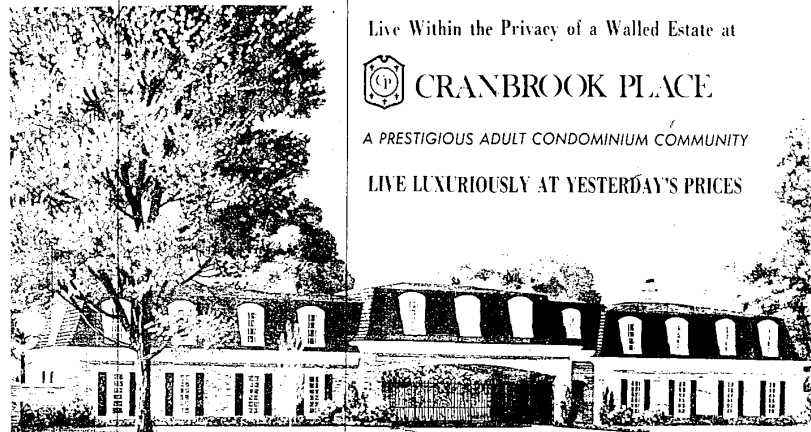 Live Within the Privacy of a Walled Estate at
CP CRANBROOK PLACE
A PRESTIGIOUS ADULT CONDOMINIUM COMMUNITY
LIVE LUXURIOUSLY AT YESTERDAY'S PRICES